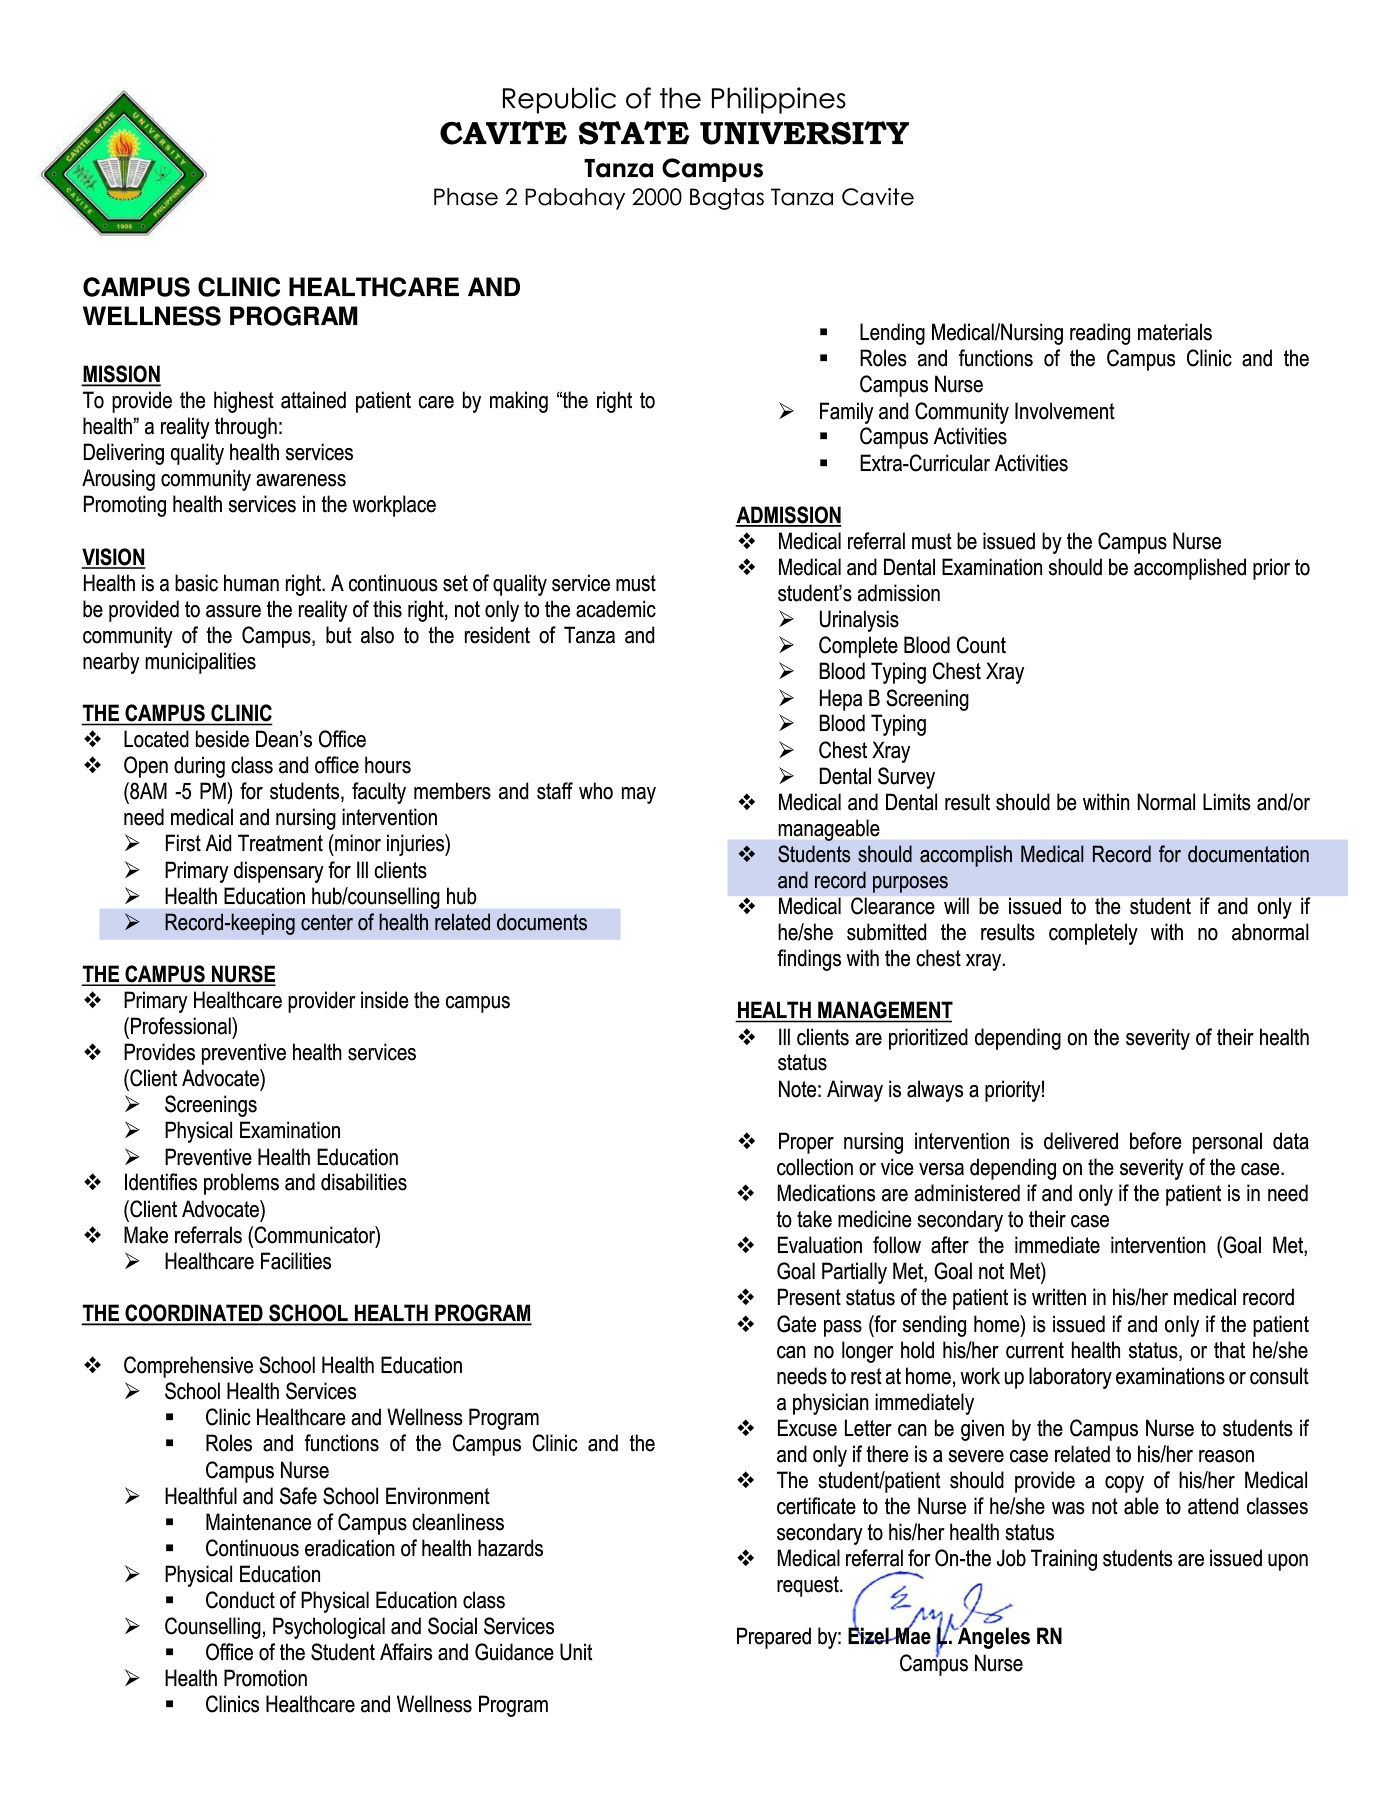 Republic of the Philippines
CAVITE STATE UNIVERSITY
Tanza Campus
Phase 2 Pabahay 2000 Bagtas Tanza Cavite
CAVITE STATE UNIVERSITY
CAVITE
PHILIPPINES
1906
CAMPUS CLINIC HEALTHCARE AND
WELLNESS PROGRAM
MISSION
To provide the highest attained patient care by making “the right to
health” a reality through:
Delivering quality health services
Arousing community awareness
Promoting health services in the workplace
VISION
Health is a basic human right. A continuous set of quality service must
be provided to assure the reality of this right, not only to the academic
community of the Campus, but also to the resident of Tanza and
nearby municipalities
THE CAMPUS CLINIC
❖ Located beside Dean’s Office
❖ Open during class and office hours
(8AM -5 PM) for students, faculty members and staff who may
need medical and nursing intervention
➢ First Aid Treatment (minor injuries)
➢ Primary dispensary for Ill clients
➢ Health Education hub/counselling hub
➢ Record-keeping center of health related documents
THE CAMPUS NURSE
❖ Primary Healthcare provider inside the campus
(Professional)
❖ Provides preventive health services
(Client Advocate)
➢ Screenings
➢ Physical Examination
➢ Preventive Health Education
❖ Identifies problems and disabilities
(Client Advocate)
❖ Make referrals (Communicator)
➢ Healthcare Facilities
THE COORDINATED SCHOOL HEALTH PROGRAM
❖ Comprehensive School Health Education
➢ School Health Services
▪ Clinic Healthcare and Wellness Program
▪ Roles and functions of the Campus Clinic and the
Campus Nurse
➢ Healthful and Safe School Environment
▪ Maintenance of Campus cleanliness
▪ Continuous eradication of health hazards
➢ Physical Education
▪ Conduct of Physical Education class
➢ Counselling, Psychological and Social Services
▪ Office of the Student Affairs and Guidance Unit
➢ Health Promotion
▪ Clinics Healthcare and Wellness Program
▪ Lending Medical/Nursing reading materials
▪ Roles and functions of the Campus Clinic and the
Campus Nurse
➢ Family and Community Involvement
▪ Campus Activities
▪ Extra-Curricular Activities
ADMISSION
❖ Medical referral must be issued by the Campus Nurse
❖ Medical and Dental Examination should be accomplished prior to
student’s admission
➢ Urinalysis
➢ Complete Blood Count
➢ Blood Typing Chest Xray
➢ Hepa B Screening
➢ Blood Typing
➢ Chest Xray
➢ Dental Survey
❖ Medical and Dental result should be within Normal Limits and/or
manageable
❖ Students should accomplish Medical Record for documentation
and record purposes
❖ Medical Clearance will be issued to the student if and only if
he/she submitted the results completely with no abnormal
findings with the chest xray.
HEALTH MANAGEMENT
❖ Ill clients are prioritized depending on the severity of their health
status
Note: Airway is always a priority!
❖ Proper nursing intervention is delivered before personal data
collection or vice versa depending on the severity of the case.
❖ Medications are administered if and only if the patient is in need
to take medicine secondary to their case
❖ Evaluation follow after the immediate intervention (Goal Met,
Goal Partially Met, Goal not Met)
❖ Present status of the patient is written in his/her medical record
❖ Gate pass (for sending home) is issued if and only if the patient
can no longer hold his/her current health status, or that he/she
needs to rest at home, work up laboratory examinations or consult
a physician immediately
❖ Excuse Letter can be given by the Campus Nurse to students if
and only if there is a severe case related to his/her reason
❖ The student/patient should provide a copy of his/her Medical
certificate to the Nurse if he/she was not able to attend classes
secondary to his/her health status
❖ Medical referral for On-the Job Training students are issued upon
request.
Prepared by: Eizel Mae L. Angeles RN
Campus Nurse